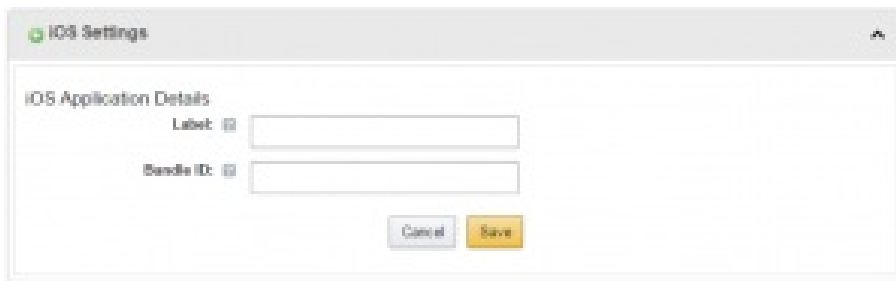 iOS Settings
iOS Application Details
Label:
Bundle ID:
Cancel Save